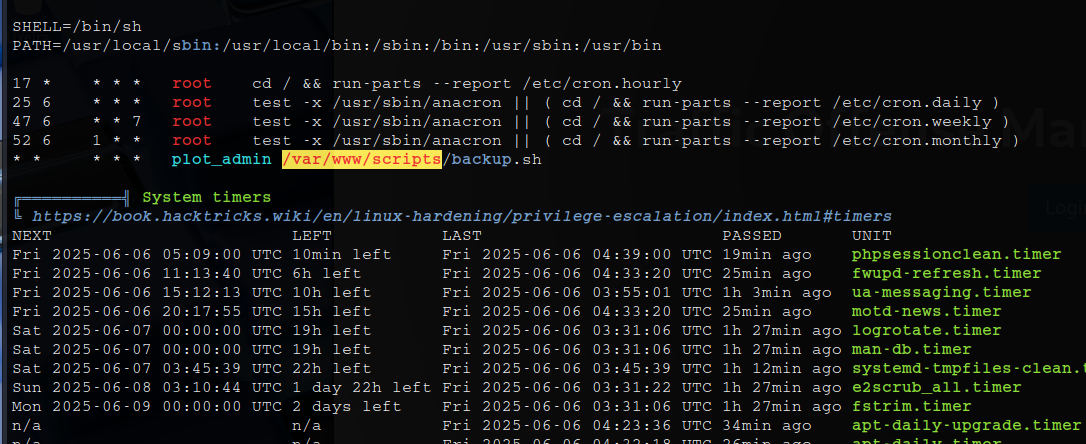 SHELL=/bin/sh
PATH=/usr/local/sbin:/usr/local/bin:/sbin:/bin:/usr/sbin:/usr/bin
17 * * * * root cd / && run-parts --report /etc/cron.hourly
25 6 * * * root test -x /usr/sbin/anacron || ( cd / && run-parts --report /etc/cron.daily )
47 6 * * 7 root test -x /usr/sbin/anacron || ( cd / && run-parts --report /etc/cron.weekly )
52 6 1 * * root test -x /usr/sbin/anacron || ( cd / && run-parts --report /etc/cron.monthly )
* * * * * plot_admin /var/www/scripts/backup.sh
╔══════════╣ System timers
╚ https://book.hacktricks.wiki/en/linux-hardening/privilege-escalation/index.html#timers
NEXT LEFT LAST PASSED UNIT
Fri 2025-06-06 05:09:00 UTC 10min left Fri 2025-06-06 04:39:00 UTC 19min ago phpsessionclean.timer
Fri 2025-06-06 11:13:40 UTC 6h left Fri 2025-06-06 04:33:20 UTC 25min ago fwupd-refresh.timer
Fri 2025-06-06 15:12:13 UTC 10h left Fri 2025-06-06 03:55:01 UTC 1h 3min ago ua-messaging.timer
Fri 2025-06-06 20:17:55 UTC 15h left Fri 2025-06-06 04:33:20 UTC 25min ago motd-news.timer
Sat 2025-06-07 00:00:00 UTC 19h left Fri 2025-06-06 03:31:06 UTC 1h 27min ago logrotate.timer
Sat 2025-06-07 00:00:00 UTC 19h left Fri 2025-06-06 03:31:06 UTC 1h 27min ago man-db.timer
Sat 2025-06-07 03:45:39 UTC 22h left Fri 2025-06-06 03:45:39 UTC 1h 12min ago systemd-tmpfiles-clean.t
Sun 2025-06-08 03:10:44 UTC 1 day 22h left Fri 2025-06-06 03:31:22 UTC 1h 27min ago e2scrub_all.timer
Mon 2025-06-09 00:00:00 UTC 2 days left Fri 2025-06-06 03:31:06 UTC 1h 27min ago fstrim.timer
n/a n/a Fri 2025-06-06 04:23:36 UTC 34min ago apt-daily-upgrade.timer
n/a n/a Fri 2025-06-06 04:32:18 UTC 26min ago apt-daily.timer
Login